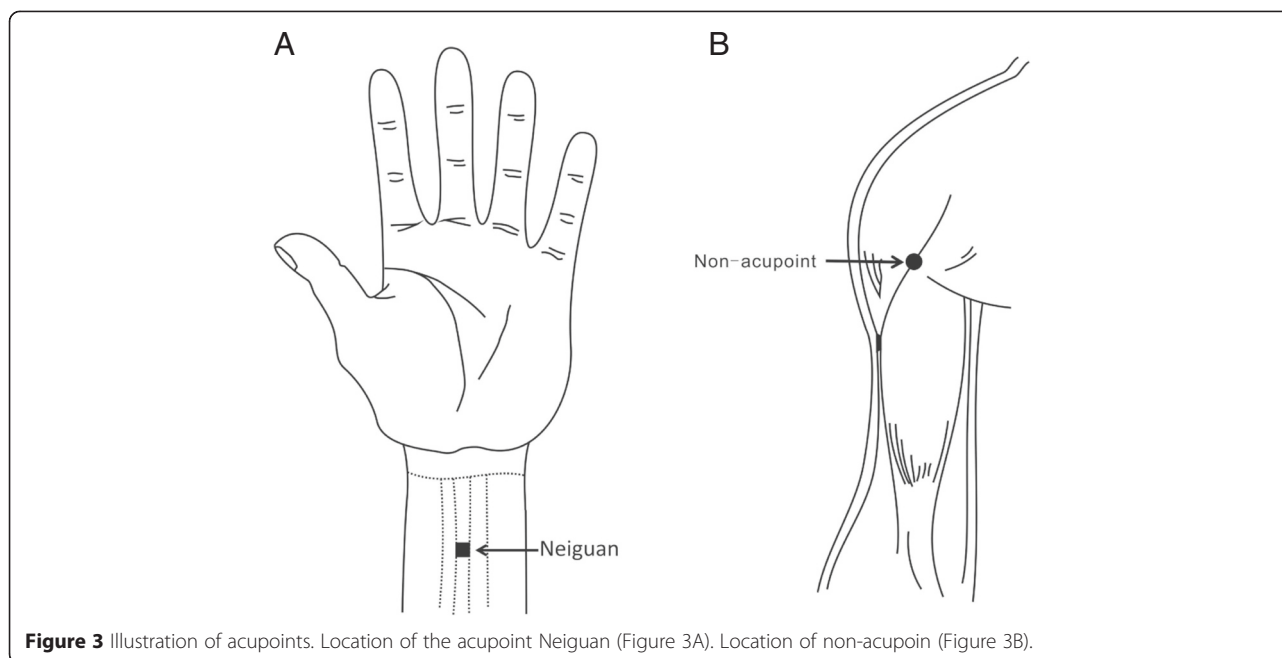 A
B
Non-acupoint
Neiguan
Figure 3 Illustration of acupoints. Location of the acupoint Neiguan (Figure 3A). Location of non-acupoin (Figure 3B).